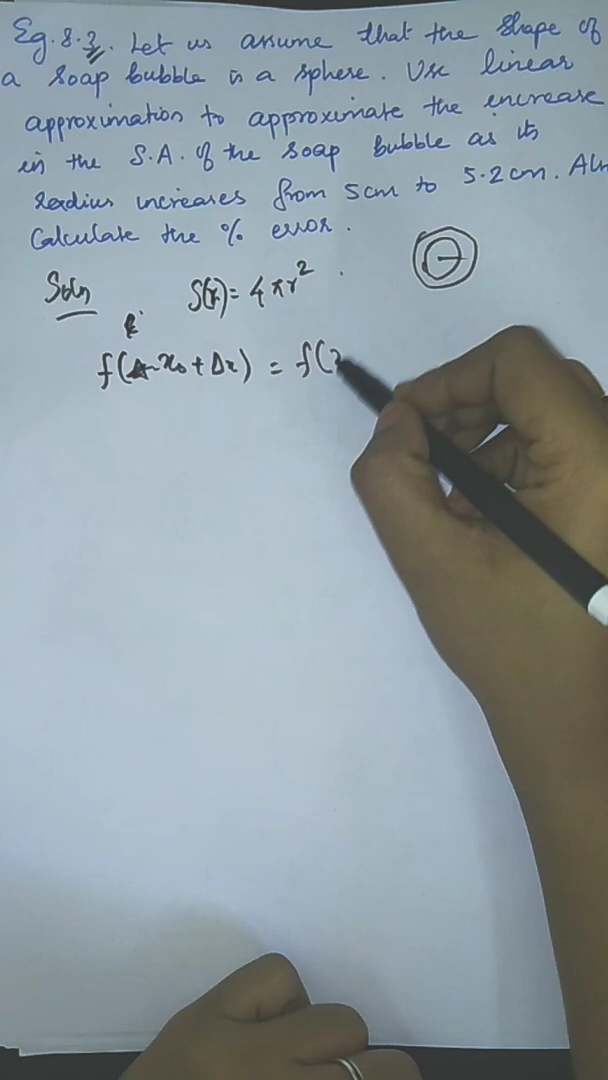 Eg. 8.3. Let us assume that the shape of
a soap bubble is a sphere. Use linear
approximation to approximate the increase
in the S.A. of the soap bubble as its
radius increases from 5cm to 5.2cm. Also
Calculate the % error.
Soln S(r) = 4πr²
f(x₀ + Δx) = f(